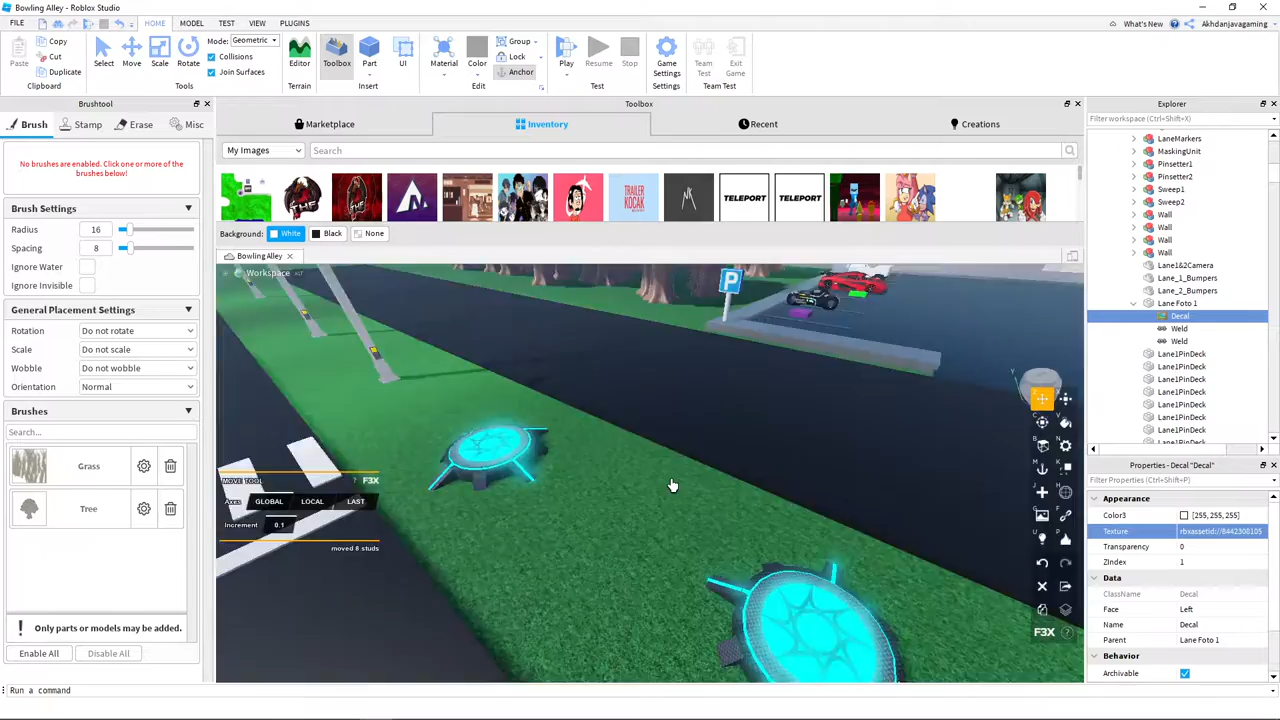 Bowling Alley - Roblox Studio
FILE HOME MODEL TEST VIEW PLUGINS What's New Akhdanjavagaming
Paste Copy Cut Duplicate Clipboard
Select Move Scale Rotate Tools
Mode: Geometric Collisions Join Surfaces
Editor Terrain
Toolbox Part UI Insert
Material Color Group Lock Anchor Edit
Play Resume Stop Test
Game Settings Settings
Team Test Exit Game Team Test
Brushtool
Brush Stamp Erase Misc
No brushes are enabled. Click one or more of the
brushes below!
Brush Settings
Radius 16
Spacing 8
Ignore Water
Ignore Invisible
General Placement Settings
Rotation Do not rotate
Scale Do not scale
Wobble Do not wobble
Orientation Normal
Brushes
Search...
Grass
Tree
! Only parts or models may be added.
Enable All Disable All
Run a command
Toolbox
Marketplace Inventory Recent Creations
My Images Search
TRAILER KOCAK TELEPORT TELEPORT
Background: White Black None
Bowling Alley
Workspace ALT
P
MOVE TOOL ? F3X
Axes GLOBAL LOCAL LAST
Increment 0.1
moved 8 studs
F3X ?
Explorer
Filter workspace (Ctrl+Shift+X)
LaneMarkers
MaskingUnit
Pinsetter1
Pinsetter2
Sweep1
Sweep2
Wall
Wall
Wall
Wall
Lane1&2Camera
Lane_1_Bumpers
Lane_2_Bumpers
Lane Foto 1
Decal
Weld
Weld
Lane1PinDeck
Lane1PinDeck
Lane1PinDeck
Lane1PinDeck
Lane1PinDeck
Lane1PinDeck
Lane1PinDeck
Lane1PinDeck
Properties - Decal "Decal"
Filter Properties (Ctrl+Shift+P)
Appearance
Color3 [255, 255, 255]
Texture rbxassetid://8442308105
Transparency 0
ZIndex 1
Data
ClassName Decal
Face Left
Name Decal
Parent Lane Foto 1
Behavior
Archivable